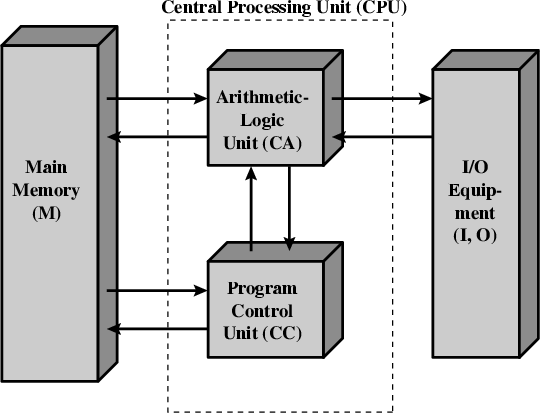 Central Processing Unit (CPU)
Arithmetic-
Logic
Unit (CA)
Main
Memory
(M)
I/O
Equip-
ment
(I, O)
Program
Control
Unit (CC)